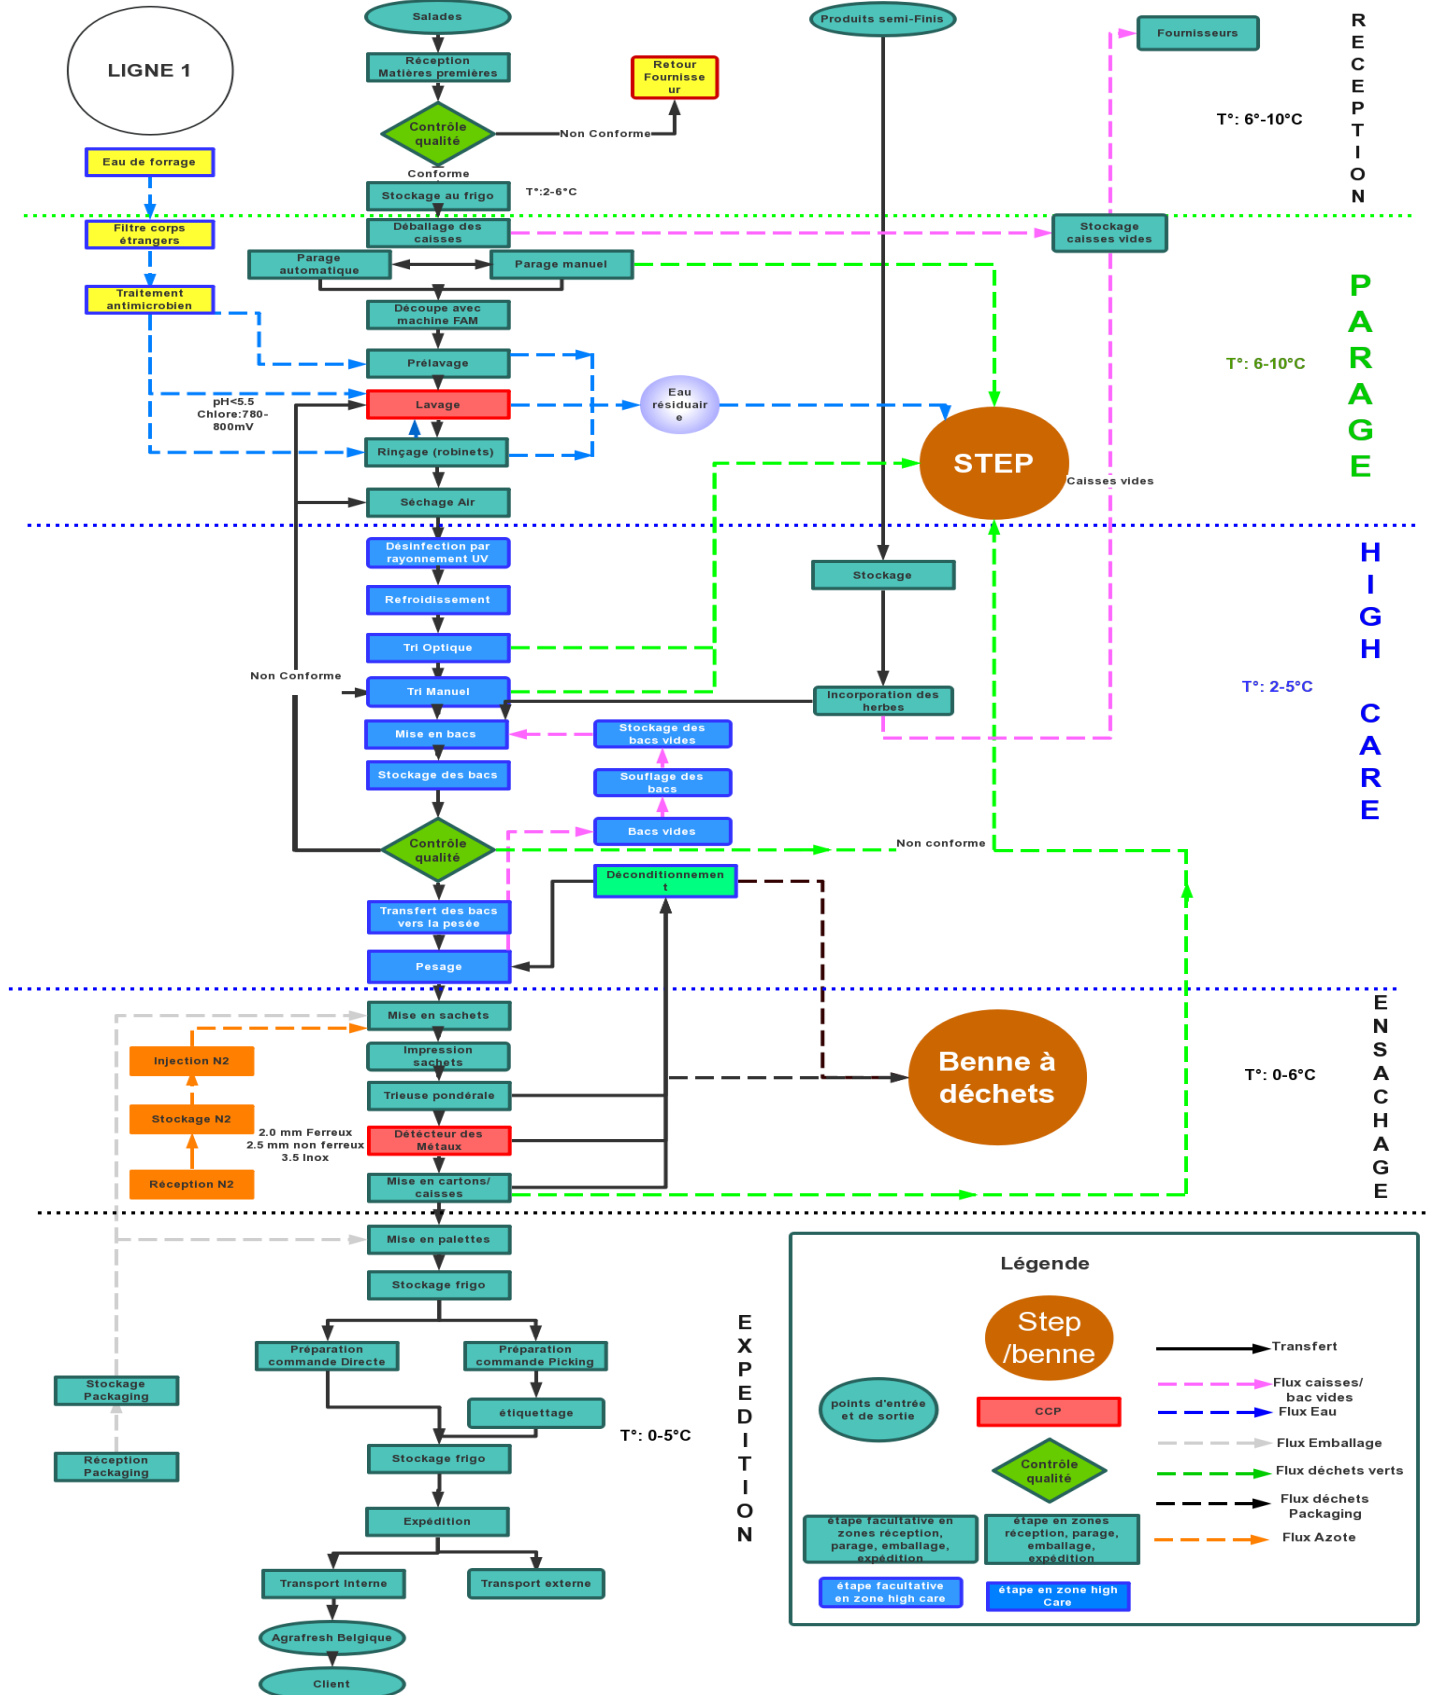 LIGNE 1
Salades
Produits semi-Finis
Fournisseurs
Réception
Matières premières
Retour
Fournisse
ur
Contrôle
qualité
Non Conforme
Conforme
Stockage au frigo
T°:2-6°C
T°: 6°-10°C
R
E
C
E
P
T
I
O
N
Eau de forrage
Filtre corps
étrangers
Traitement
antimicrobien
Déballage des
caisses
Stockage
caisses vides
Parage
automatique
Parage manuel
Découpe avec
machine FAM
Prélavage
Lavage
pH<5.5
Chlore:780-
800mV
Rinçage (robinets)
Séchage Air
Eau
résiduair
e
STEP
Caisses vides
T°: 6-10°C
P
A
R
A
G
E
Désinfection par
rayonnement UV
Refroidissement
Tri Optique
Non Conforme
Tri Manuel
Mise en bacs
Stockage des bacs
Stockage
Incorporation des
herbes
Stockage des
bacs vides
Souflage des
bacs
Bacs vides
Contrôle
qualité
Non conforme
Déconditionnemen
t
Transfert des bacs
vers la pesée
Pesage
T°: 2-5°C
H
I
G
H
C
A
R
E
Mise en sachets
Impression
sachets
Trieuse pondérale
Détécteur des
Métaux
Mise en cartons/
caisses
Injection N2
Stockage N2
Réception N2
2.0 mm Ferreux
2.5 mm non ferreux
3.5 Inox
Benne à
déchets
T°: 0-6°C
E
N
S
A
C
H
A
G
E
Mise en palettes
Stockage frigo
Préparation
commande Directe
Préparation
commande Picking
étiquettage
Stockage
Packaging
Réception
Packaging
Stockage frigo
Expédition
Transport Interne
Transport externe
Agrafresh Belgique
Client
T°: 0-5°C
E
X
P
E
D
I
T
I
O
N
Légende
Step
/benne
points d'entrée
et de sortie
CCP
Contrôle
qualité
étape facultative en
zones réception,
parage, emballage,
expédition
étape en zones
réception, parage,
emballage,
expédition
étape facultative
en zone high care
étape en zone high
Care
Transfert
Flux caisses/
bac vides
Flux Eau
Flux Emballage
Flux déchets verts
Flux déchets
Packaging
Flux Azote